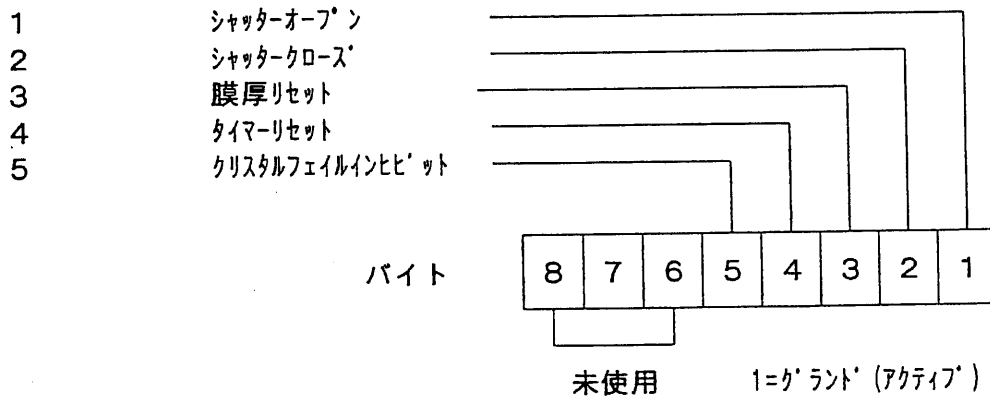 1 ｼｬｯﾀｰｵｰﾌﾟﾝ
2 ｼｬｯﾀｰｸﾛｰｽﾞ
3 膜厚ﾘｾｯﾄ
4 ﾀｲﾏｰﾘｾｯﾄ
5 ｸﾘｽﾀﾙﾌｪｲﾙｲﾝﾋﾋﾞｯﾄ
バイト 8 7 6 5 4 3 2 1
未使用 1=ｸﾞﾗﾝﾄﾞ(ｱｸﾃｨﾌﾞ)